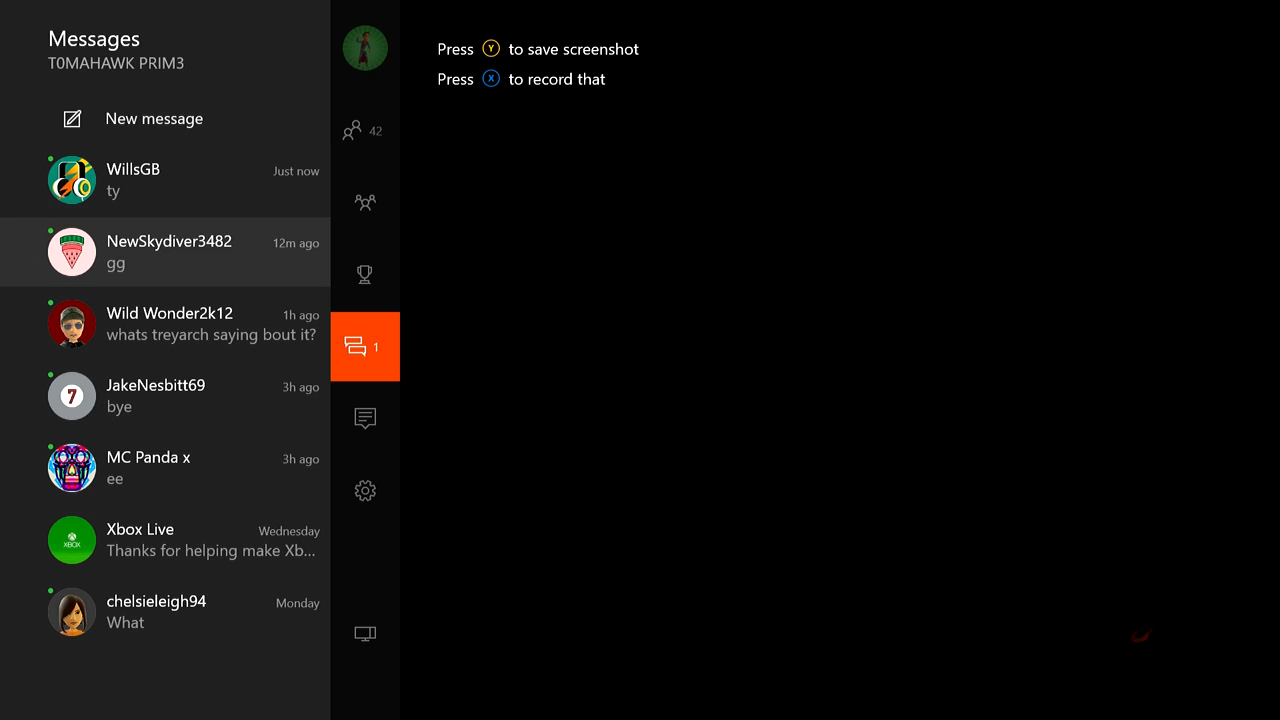 Messages
T0MAHAWK PRIM3
New message
WillsGB
Just now
ty
NewSkydiver3482
12m ago
gg
Wild Wonder2k12
1h ago
whats treyarch saying bout it?
JakeNesbitt69
3h ago
7
bye
MC Panda x
3h ago
ee
Xbox Live
Wednesday
XBOX
Thanks for helping make Xb...
chelsieleigh94
Monday
What
42
1
Press Y to save screenshot
Press X to record that